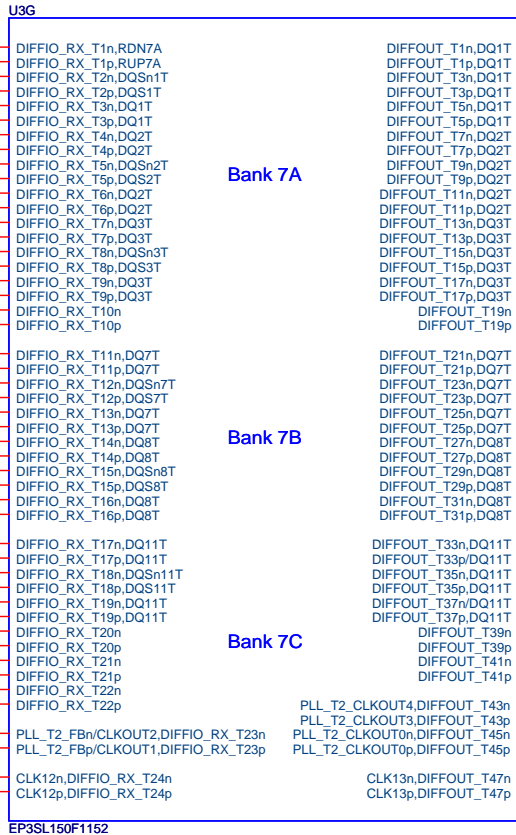 U3G
DIFFIO_RX_T1n,RDN7A DIFFOUT_T1n,DQ1T
DIFFIO_RX_T1p,RUP7A DIFFOUT_T1p,DQ1T
DIFFIO_RX_T2n,DQSn1T DIFFOUT_T3n,DQ1T
DIFFIO_RX_T2p,DQS1T DIFFOUT_T3p,DQ1T
DIFFIO_RX_T3n,DQ1T DIFFOUT_T5n,DQ1T
DIFFIO_RX_T3p,DQ1T DIFFOUT_T5p,DQ1T
DIFFIO_RX_T4n,DQ2T DIFFOUT_T7n,DQ2T
DIFFIO_RX_T4p,DQ2T DIFFOUT_T7p,DQ2T
DIFFIO_RX_T5n,DQSn2T DIFFOUT_T9n,DQ2T
DIFFIO_RX_T5p,DQS2T Bank 7A DIFFOUT_T9p,DQ2T
DIFFIO_RX_T6n,DQ2T DIFFOUT_T11n,DQ2T
DIFFIO_RX_T6p,DQ2T DIFFOUT_T11p,DQ2T
DIFFIO_RX_T7n,DQ3T DIFFOUT_T13n,DQ3T
DIFFIO_RX_T7p,DQ3T DIFFOUT_T13p,DQ3T
DIFFIO_RX_T8n,DQSn3T DIFFOUT_T15n,DQ3T
DIFFIO_RX_T8p,DQS3T DIFFOUT_T15p,DQ3T
DIFFIO_RX_T9n,DQ3T DIFFOUT_T17n,DQ3T
DIFFIO_RX_T9p,DQ3T DIFFOUT_T17p,DQ3T
DIFFIO_RX_T10n DIFFOUT_T19n
DIFFIO_RX_T10p DIFFOUT_T19p
DIFFIO_RX_T11n,DQ7T DIFFOUT_T21n,DQ7T
DIFFIO_RX_T11p,DQ7T DIFFOUT_T21p,DQ7T
DIFFIO_RX_T12n,DQSn7T DIFFOUT_T23n,DQ7T
DIFFIO_RX_T12p,DQS7T DIFFOUT_T23p,DQ7T
DIFFIO_RX_T13n,DQ7T DIFFOUT_T25n,DQ7T
DIFFIO_RX_T13p,DQ7T DIFFOUT_T25p,DQ7T
DIFFIO_RX_T14n,DQ8T Bank 7B DIFFOUT_T27n,DQ8T
DIFFIO_RX_T14p,DQ8T DIFFOUT_T27p,DQ8T
DIFFIO_RX_T15n,DQSn8T DIFFOUT_T29n,DQ8T
DIFFIO_RX_T15p,DQS8T DIFFOUT_T29p,DQ8T
DIFFIO_RX_T16n,DQ8T DIFFOUT_T31n,DQ8T
DIFFIO_RX_T16p,DQ8T DIFFOUT_T31p,DQ8T
DIFFIO_RX_T17n,DQ11T DIFFOUT_T33n,DQ11T
DIFFIO_RX_T17p,DQ11T DIFFOUT_T33p/DQ11T
DIFFIO_RX_T18n,DQSn11T DIFFOUT_T35n,DQ11T
DIFFIO_RX_T18p,DQS11T DIFFOUT_T35p,DQ11T
DIFFIO_RX_T19n,DQ11T DIFFOUT_T37n/DQ11T
DIFFIO_RX_T19p,DQ11T DIFFOUT_T37p,DQ11T
DIFFIO_RX_T20n DIFFOUT_T39n
DIFFIO_RX_T20p Bank 7C DIFFOUT_T39p
DIFFIO_RX_T21n DIFFOUT_T41n
DIFFIO_RX_T21p DIFFOUT_T41p
DIFFIO_RX_T22n
DIFFIO_RX_T22p PLL_T2_CLKOUT4,DIFFOUT_T43n
PLL_T2_CLKOUT3,DIFFOUT_T43p
PLL_T2_FBn/CLKOUT2,DIFFIO_RX_T23n PLL_T2_CLKOUT0n,DIFFOUT_T45n
PLL_T2_FBp/CLKOUT1,DIFFIO_RX_T23p PLL_T2_CLKOUT0p,DIFFOUT_T45p
CLK12n,DIFFIO_RX_T24n CLK13n,DIFFOUT_T47n
CLK12p,DIFFIO_RX_T24p CLK13p,DIFFOUT_T47p
EP3SL150F1152